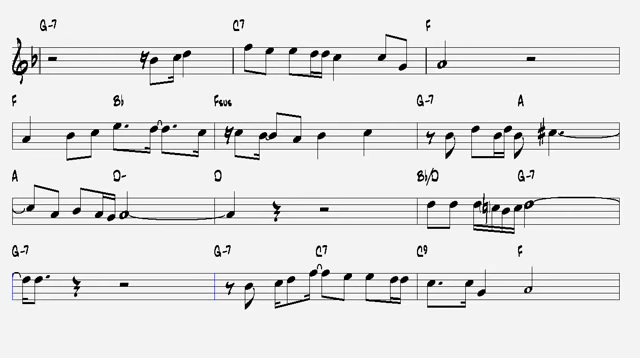 G-7 C7 F
F B♭ Fsus G-7 A
A D- D B♭/D G-7
G-7 G-7 C7 C9 F